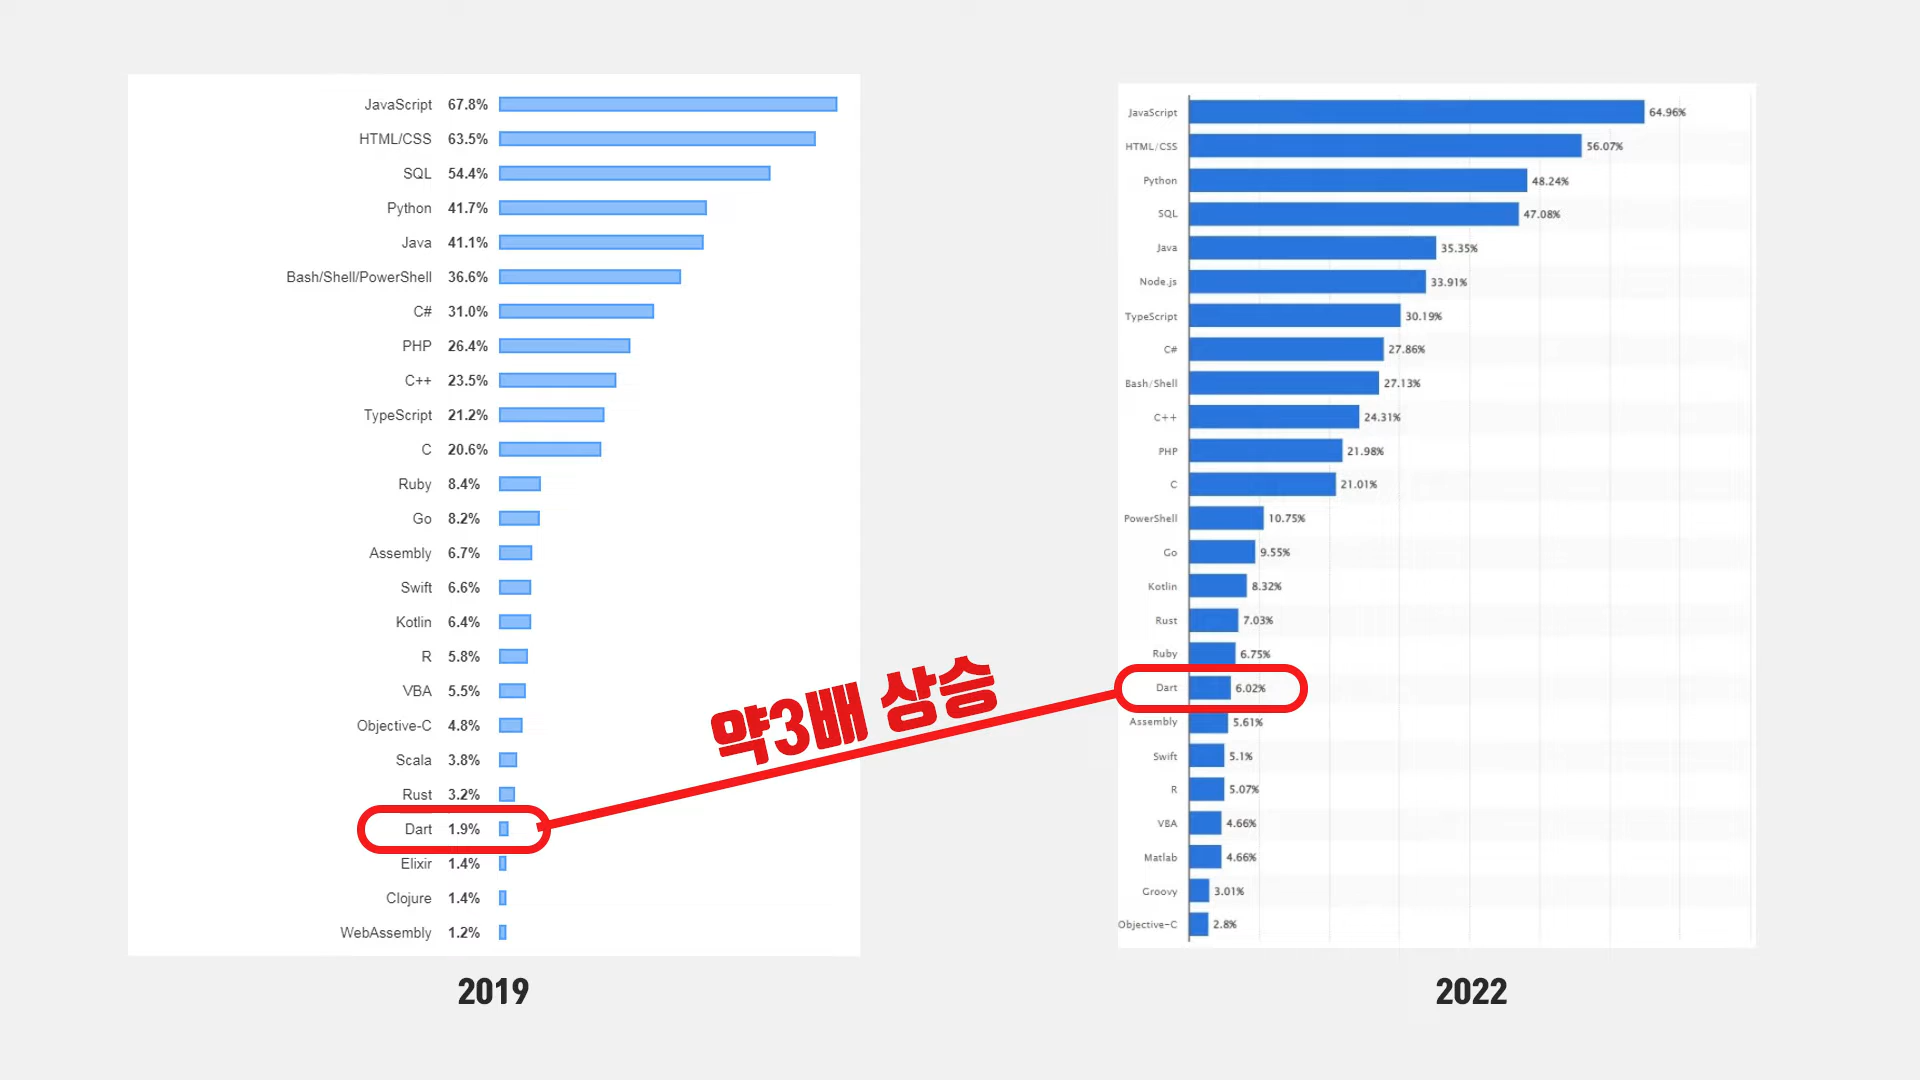 JavaScript 67.8%
HTML/CSS 63.5%
SQL 54.4%
Python 41.7%
Java 41.1%
Bash/Shell/PowerShell 36.6%
C# 31.0%
PHP 26.4%
C++ 23.5%
TypeScript 21.2%
C 20.6%
Ruby 8.4%
Go 8.2%
Assembly 6.7%
Swift 6.6%
Kotlin 6.4%
R 5.8%
VBA 5.5%
Objective-C 4.8%
Scala 3.8%
Rust 3.2%
Dart 1.9%
Elixir 1.4%
Clojure 1.4%
WebAssembly 1.2%
2019
약3배 상승
JavaScript 64.96%
HTML/CSS 56.07%
Python 48.24%
SQL 47.08%
Java 35.35%
Node.js 33.91%
TypeScript 30.19%
C# 27.86%
Bash/Shell 27.13%
C++ 24.31%
PHP 21.98%
C 21.01%
PowerShell 10.75%
Go 9.55%
Kotlin 8.32%
Rust 7.03%
Ruby 6.75%
Dart 6.02%
Assembly 5.61%
Swift 5.1%
R 5.07%
VBA 4.66%
Matlab 4.66%
Groovy 3.01%
Objective-C 2.8%
2022